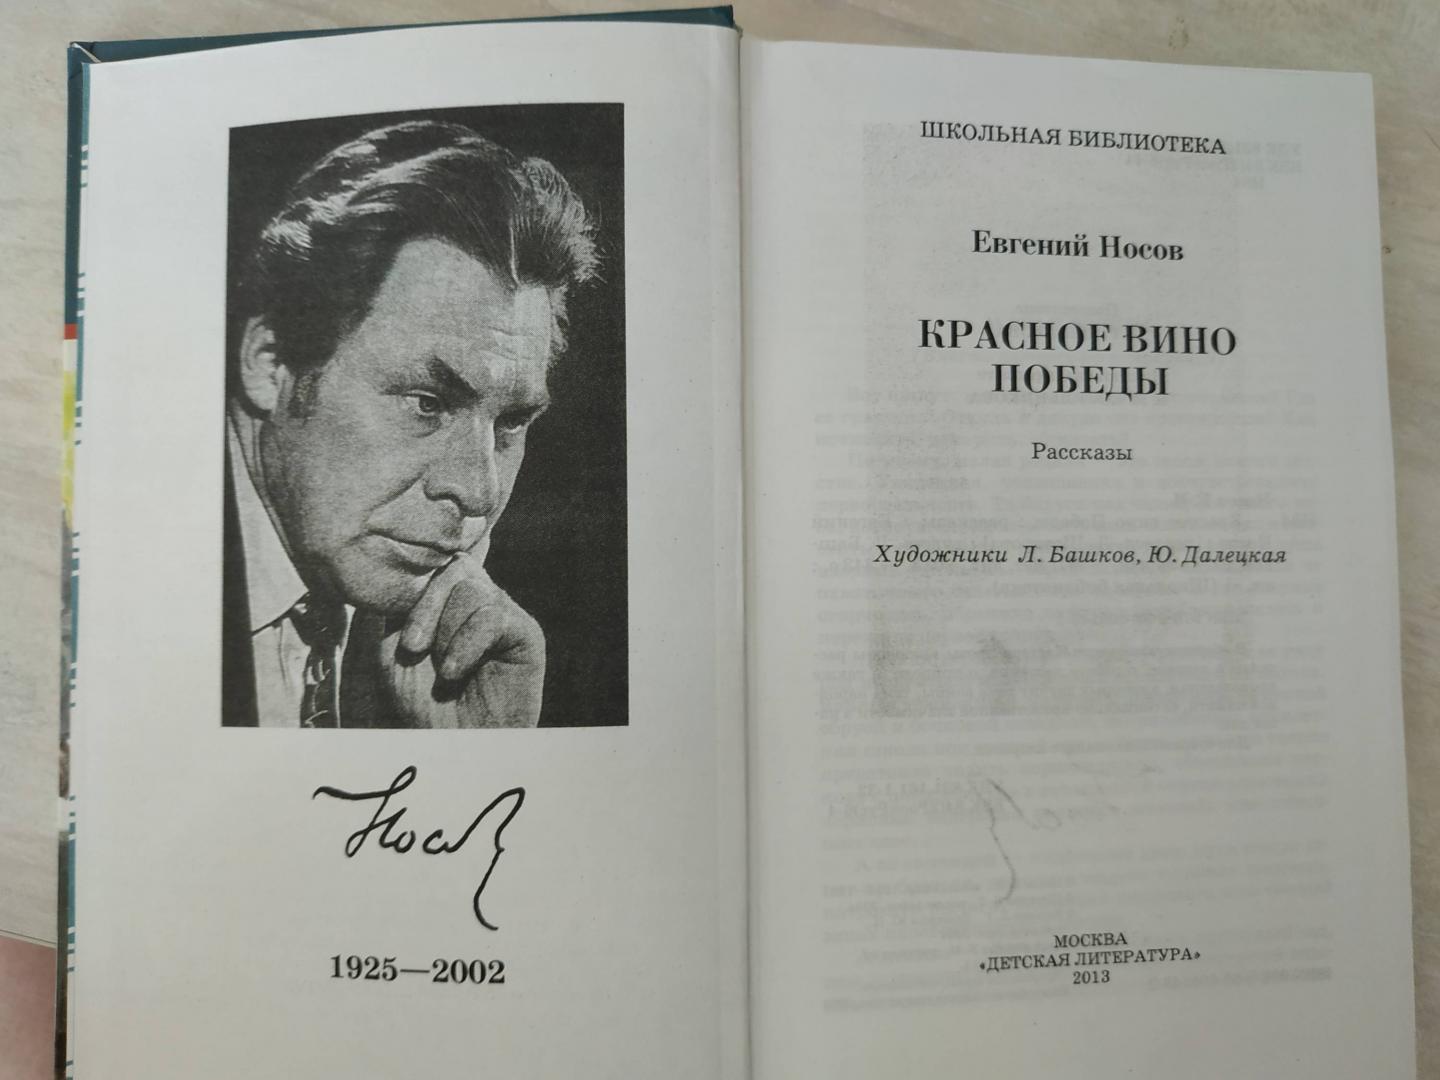 Носов
1925—2002
ШКОЛЬНАЯ БИБЛИОТЕКА
Евгений Носов
КРАСНОЕ ВИНО
ПОБЕДЫ
Рассказы
Художники Л. Башков, Ю. Далецкая
МОСКВА
«ДЕТСКАЯ ЛИТЕРАТУРА»
2013